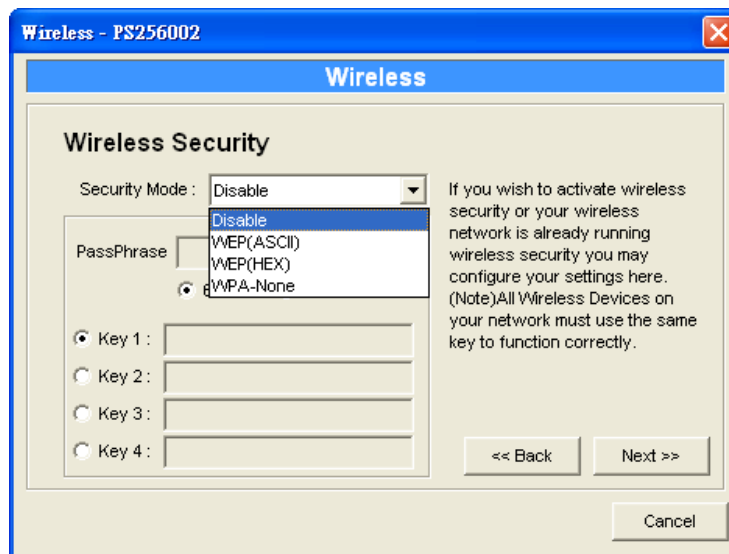 Wireless - PS256002
Wireless
Wireless Security
Security Mode : Disable
Disable
WEP(ASCII)
WEP(HEX)
WPA-None
PassPhrase
Key 1 :
Key 2 :
Key 3 :
Key 4 :
If you wish to activate wireless
security or your wireless
network is already running
wireless security you may
configure your settings here.
(Note)All Wireless Devices on
your network must use the same
key to function correctly.
<< Back
Next >>
Cancel